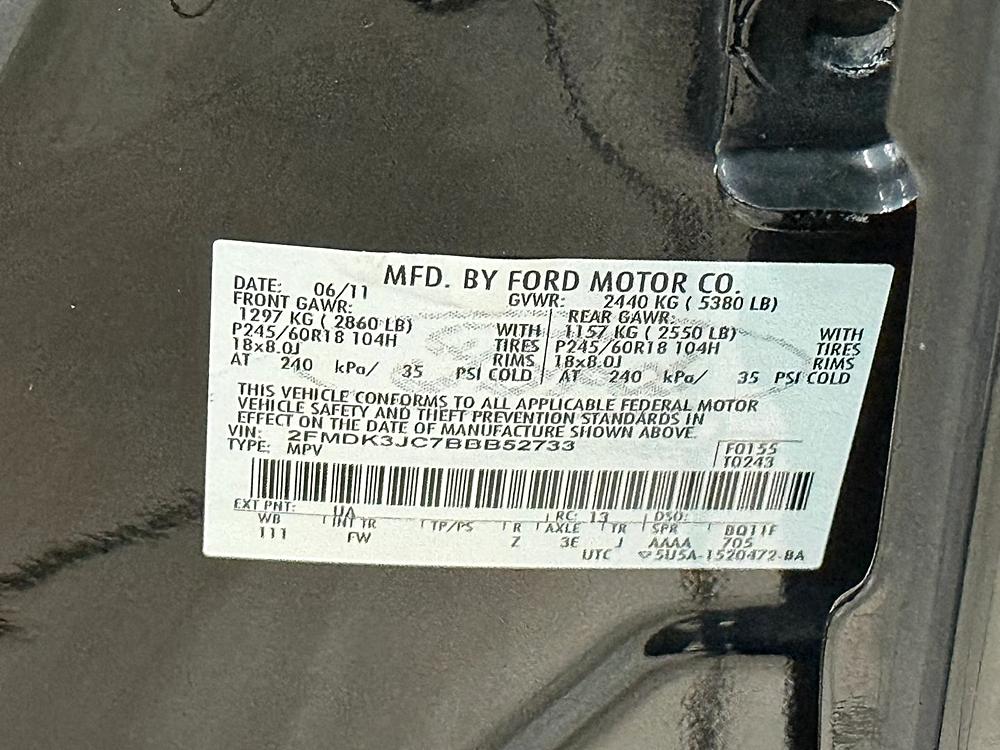 MFD. BY FORD MOTOR CO.
DATE: 06/11 GVWR: 2440 KG ( 5380 LB)
FRONT GAWR: REAR GAWR:
1297 KG ( 2860 LB) WITH 1157 KG ( 2550 LB) WITH
P245/60R18 104H TIRES P245/60R18 104H TIRES
18x8.0J RIMS 18x8.0J RIMS
AT 240 kPa/ 35 PSI COLD AT 240 kPa/ 35 PSI COLD
THIS VEHICLE CONFORMS TO ALL APPLICABLE FEDERAL MOTOR
VEHICLE SAFETY AND THEFT PREVENTION STANDARDS IN
EFFECT ON THE DATE OF MANUFACTURE SHOWN ABOVE.
VIN: 2FMDK3JC7BBB52733 F0155
TYPE: MPV T0243
EXT PNT: UA RC: 13 DSO:
WB INT TR TP/PS R AXLE TR SPR BQ11F
111 FW Z 3E J AAAA 705
UTC 5U5A-1520472-BA